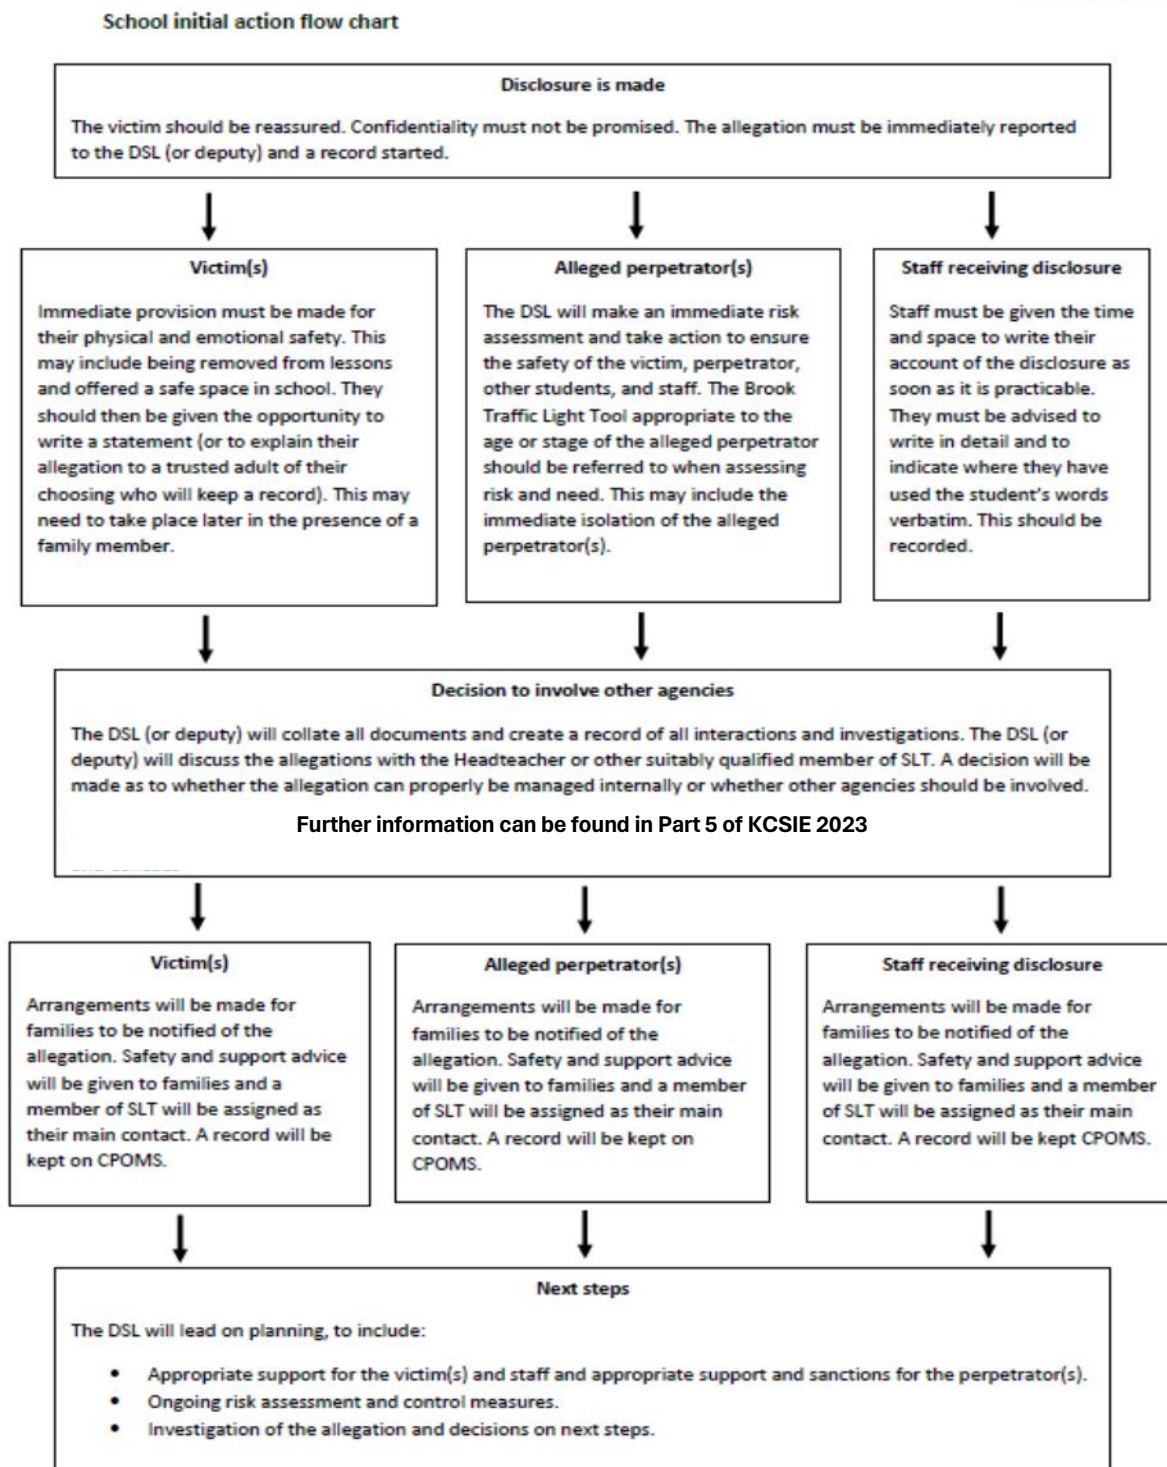 School initial action flow chart
Disclosure is made
The victim should be reassured. Confidentiality must not be promised. The allegation must be immediately reported
to the DSL (or deputy) and a record started.
Victim(s)
Immediate provision must be made for
their physical and emotional safety. This
may include being removed from lessons
and offered a safe space in school. They
should then be given the opportunity to
write a statement (or to explain their
allegation to a trusted adult of their
choosing who will keep a record). This may
need to take place later in the presence of a
family member.
Alleged perpetrator(s)
The DSL will make an immediate risk
assessment and take action to ensure
the safety of the victim, perpetrator,
other students, and staff. The Brook
Traffic Light Tool appropriate to the
age or stage of the alleged perpetrator
should be referred to when assessing
risk and need. This may include the
immediate isolation of the alleged
perpetrator(s).
Staff receiving disclosure
Staff must be given the time
and space to write their
account of the disclosure as
soon as it is practicable.
They must be advised to
write in detail and to
indicate where they have
used the student's words
verbatim. This should be
recorded.
Decision to involve other agencies
The DSL (or deputy) will collate all documents and create a record of all interactions and investigations. The DSL (or
deputy) will discuss the allegations with the Headteacher or other suitably qualified member of SLT. A decision will be
made as to whether the allegation can properly be managed internally or whether other agencies should be involved.
Further information can be found in Part 5 of KCSIE 2023
Victim(s)
Arrangements will be made for
families to be notified of the
allegation. Safety and support advice
will be given to families and a
member of SLT will be assigned as
their main contact. A record will be
kept on CPOMS.
Alleged perpetrator(s)
Arrangements will be made for
families to be notified of the
allegation. Safety and support advice
will be given to families and a member
of SLT will be assigned as their main
contact. A record will be kept on
CPOMS.
Staff receiving disclosure
Arrangements will be made for
families to be notified of the
allegation. Safety and support advice
will be given to families and a member
of SLT will be assigned as their main
contact. A record will be kept CPOMS.
Next steps
The DSL will lead on planning, to include:
• Appropriate support for the victim(s) and staff and appropriate support and sanctions for the perpetrator(s).
• Ongoing risk assessment and control measures.
• Investigation of the allegation and decisions on next steps.